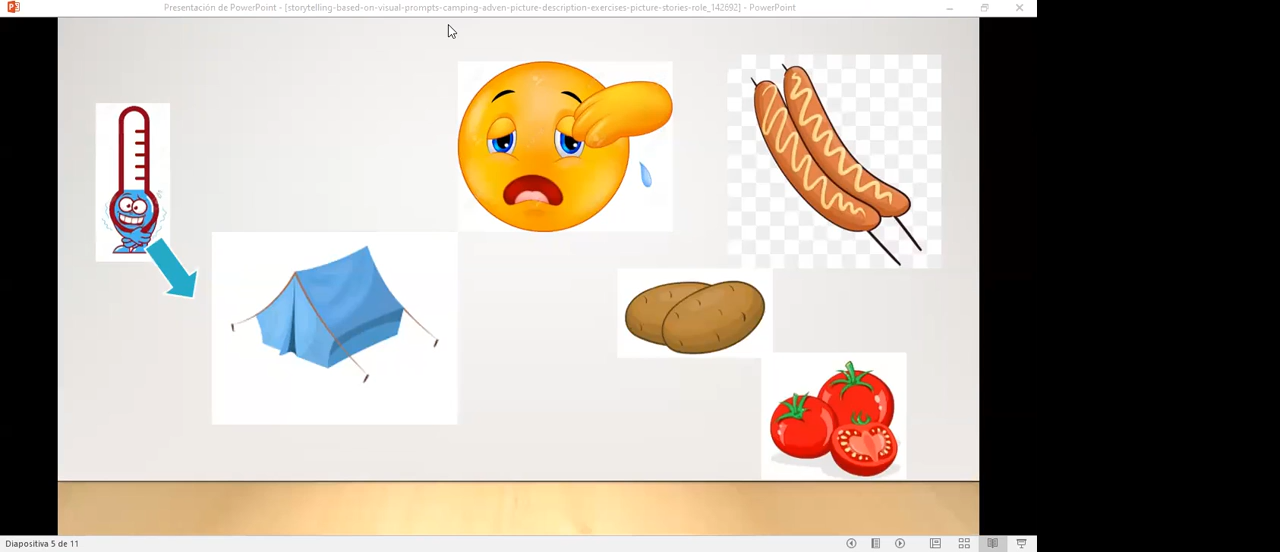 Presentación de PowerPoint - [storytelling-based-on-visual-prompts-camping-adven-picture-description-exercises-picture-stories-role_142692] - PowerPoint
Diapositiva 5 de 11